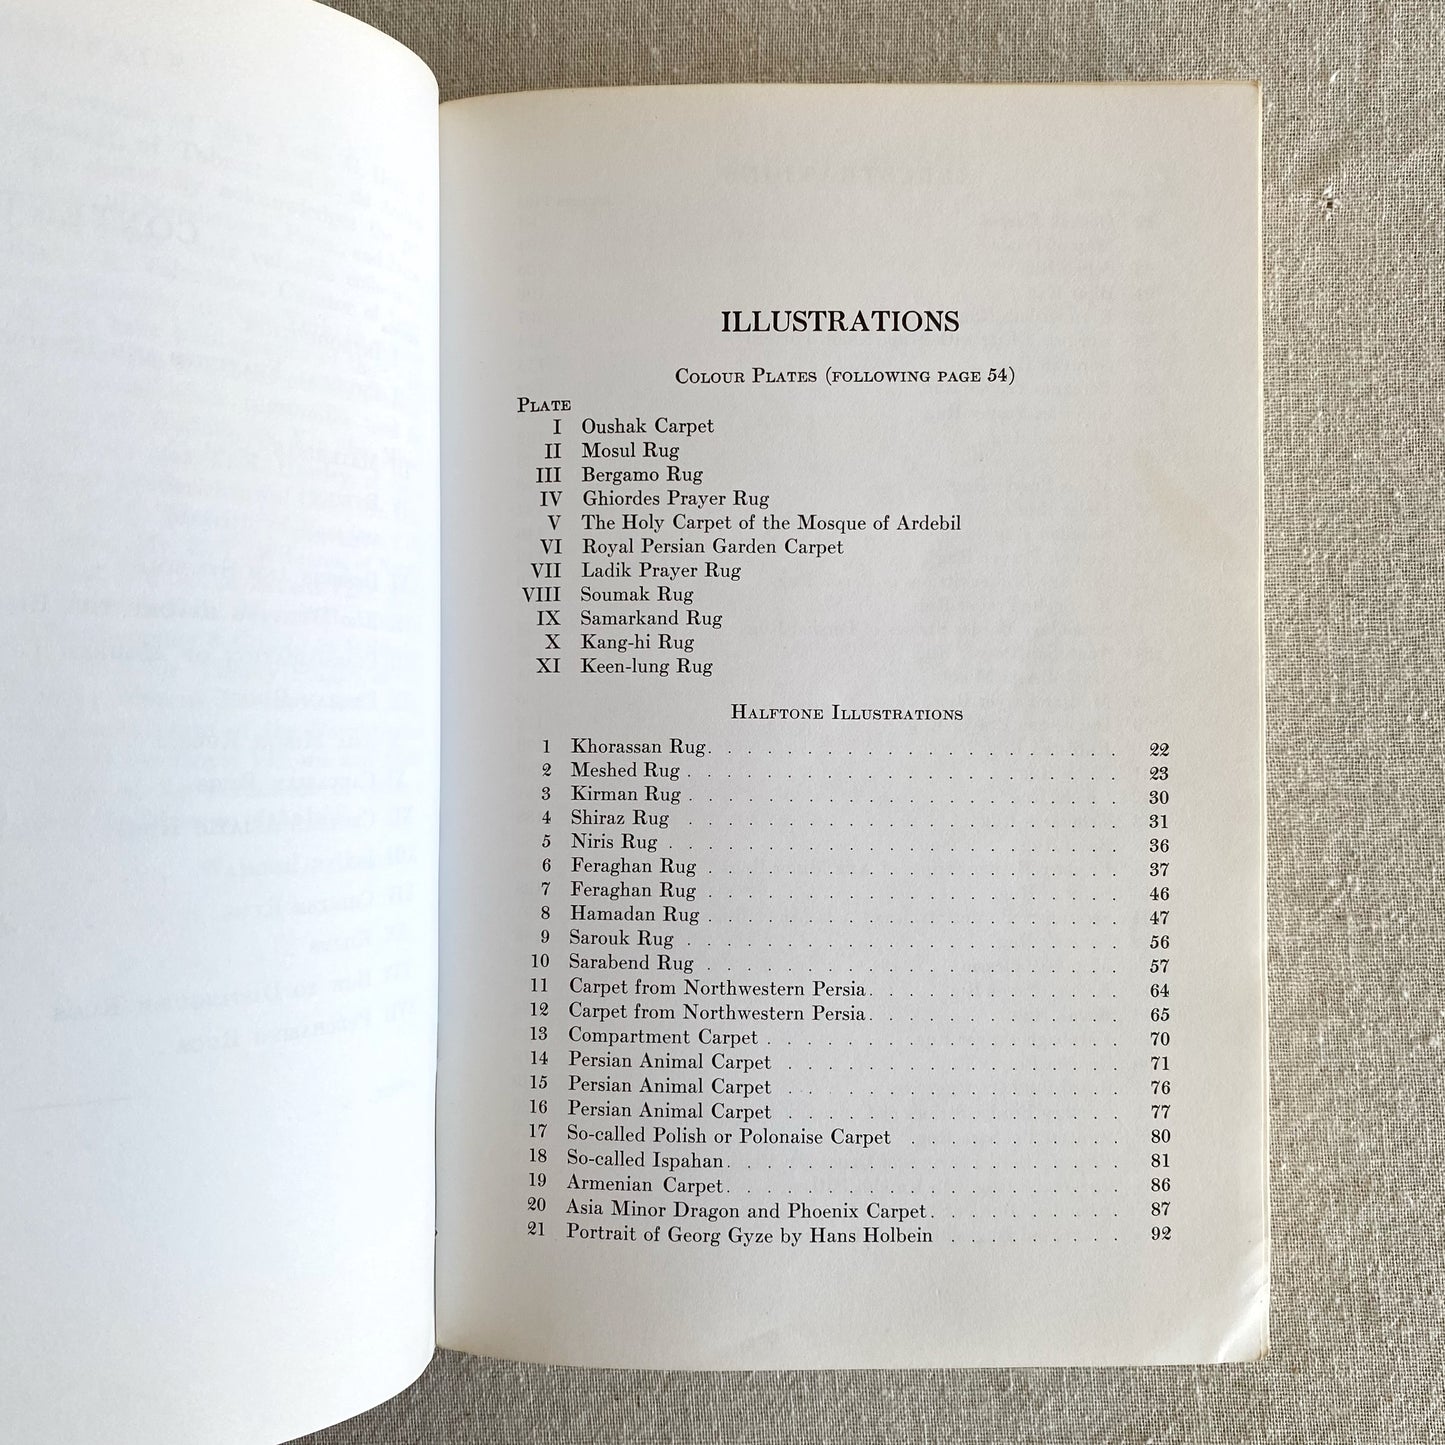 ILLUSTRATIONS
Colour Plates (following page 54)
Plate
I Oushak Carpet
II Mosul Rug
III Bergamo Rug
IV Ghiordes Prayer Rug
V The Holy Carpet of the Mosque of Ardebil
VI Royal Persian Garden Carpet
VII Ladik Prayer Rug
VIII Soumak Rug
IX Samarkand Rug
X Kang-hi Rug
XI Keen-lung Rug
Halftone Illustrations
1 Khorassan Rug . . . . . . . . . . . . . . . . . . 22
2 Meshed Rug . . . . . . . . . . . . . . . . . . . 23
3 Kirman Rug . . . . . . . . . . . . . . . . . . . 30
4 Shiraz Rug . . . . . . . . . . . . . . . . . . . 31
5 Niris Rug . . . . . . . . . . . . . . . . . . . . 36
6 Feraghan Rug . . . . . . . . . . . . . . . . . . 37
7 Feraghan Rug . . . . . . . . . . . . . . . . . . 46
8 Hamadan Rug . . . . . . . . . . . . . . . . . . 47
9 Sarouk Rug . . . . . . . . . . . . . . . . . . . 56
10 Sarabend Rug . . . . . . . . . . . . . . . . . . 57
11 Carpet from Northwestern Persia . . . . . . . . . . . 64
12 Carpet from Northwestern Persia . . . . . . . . . . . 65
13 Compartment Carpet . . . . . . . . . . . . . . . . 70
14 Persian Animal Carpet . . . . . . . . . . . . . . . 71
15 Persian Animal Carpet . . . . . . . . . . . . . . . 76
16 Persian Animal Carpet . . . . . . . . . . . . . . . 77
17 So-called Polish or Polonaise Carpet . . . . . . . . . . 80
18 So-called Ispahan . . . . . . . . . . . . . . . . . 81
19 Armenian Carpet . . . . . . . . . . . . . . . . . 86
20 Asia Minor Dragon and Phoenix Carpet . . . . . . . . . 87
21 Portrait of Georg Gyze by Hans Holbein . . . . . . . . . 92